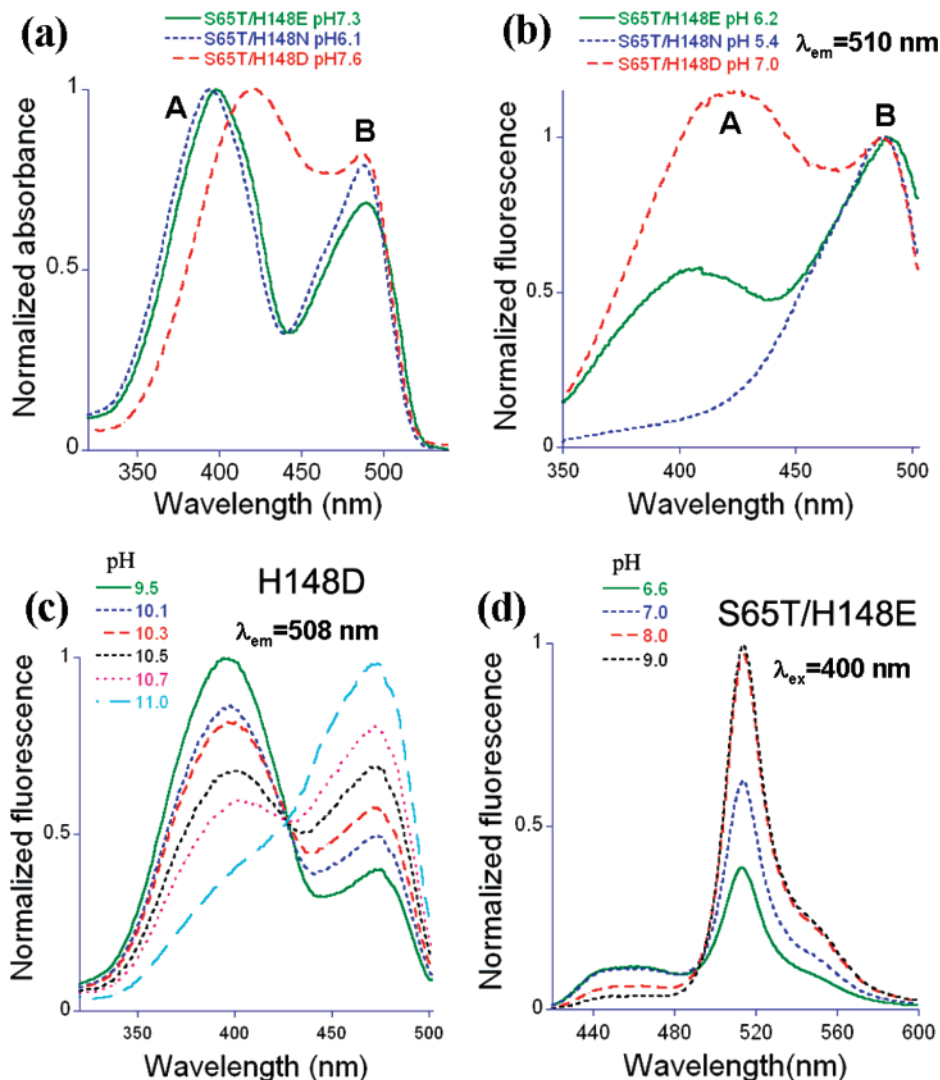 (a)
S65T/H148E pH7.3
S65T/H148N pH6.1
S65T/H148D pH7.6
A
B
1
0.5
0
Normalized absorbance
350 400 450 500
Wavelength (nm)
(b)
S65T/H148E pH 6.2
S65T/H148N pH 5.4
S65T/H148D pH 7.0
λem=510 nm
A
B
1
0.5
0
Normalized fluorescence
350 400 450 500
Wavelength (nm)
(c)
pH
9.5
10.1
10.3
10.5
10.7
11.0
H148D
λem=508 nm
1
0.5
0
Normalized fluorescence
350 400 450 500
Wavelength (nm)
(d)
pH
6.6
7.0
8.0
9.0
S65T/H148E
λex=400 nm
1
0.5
0
Normalized fluorescence
440 480 520 560 600
Wavelength(nm)